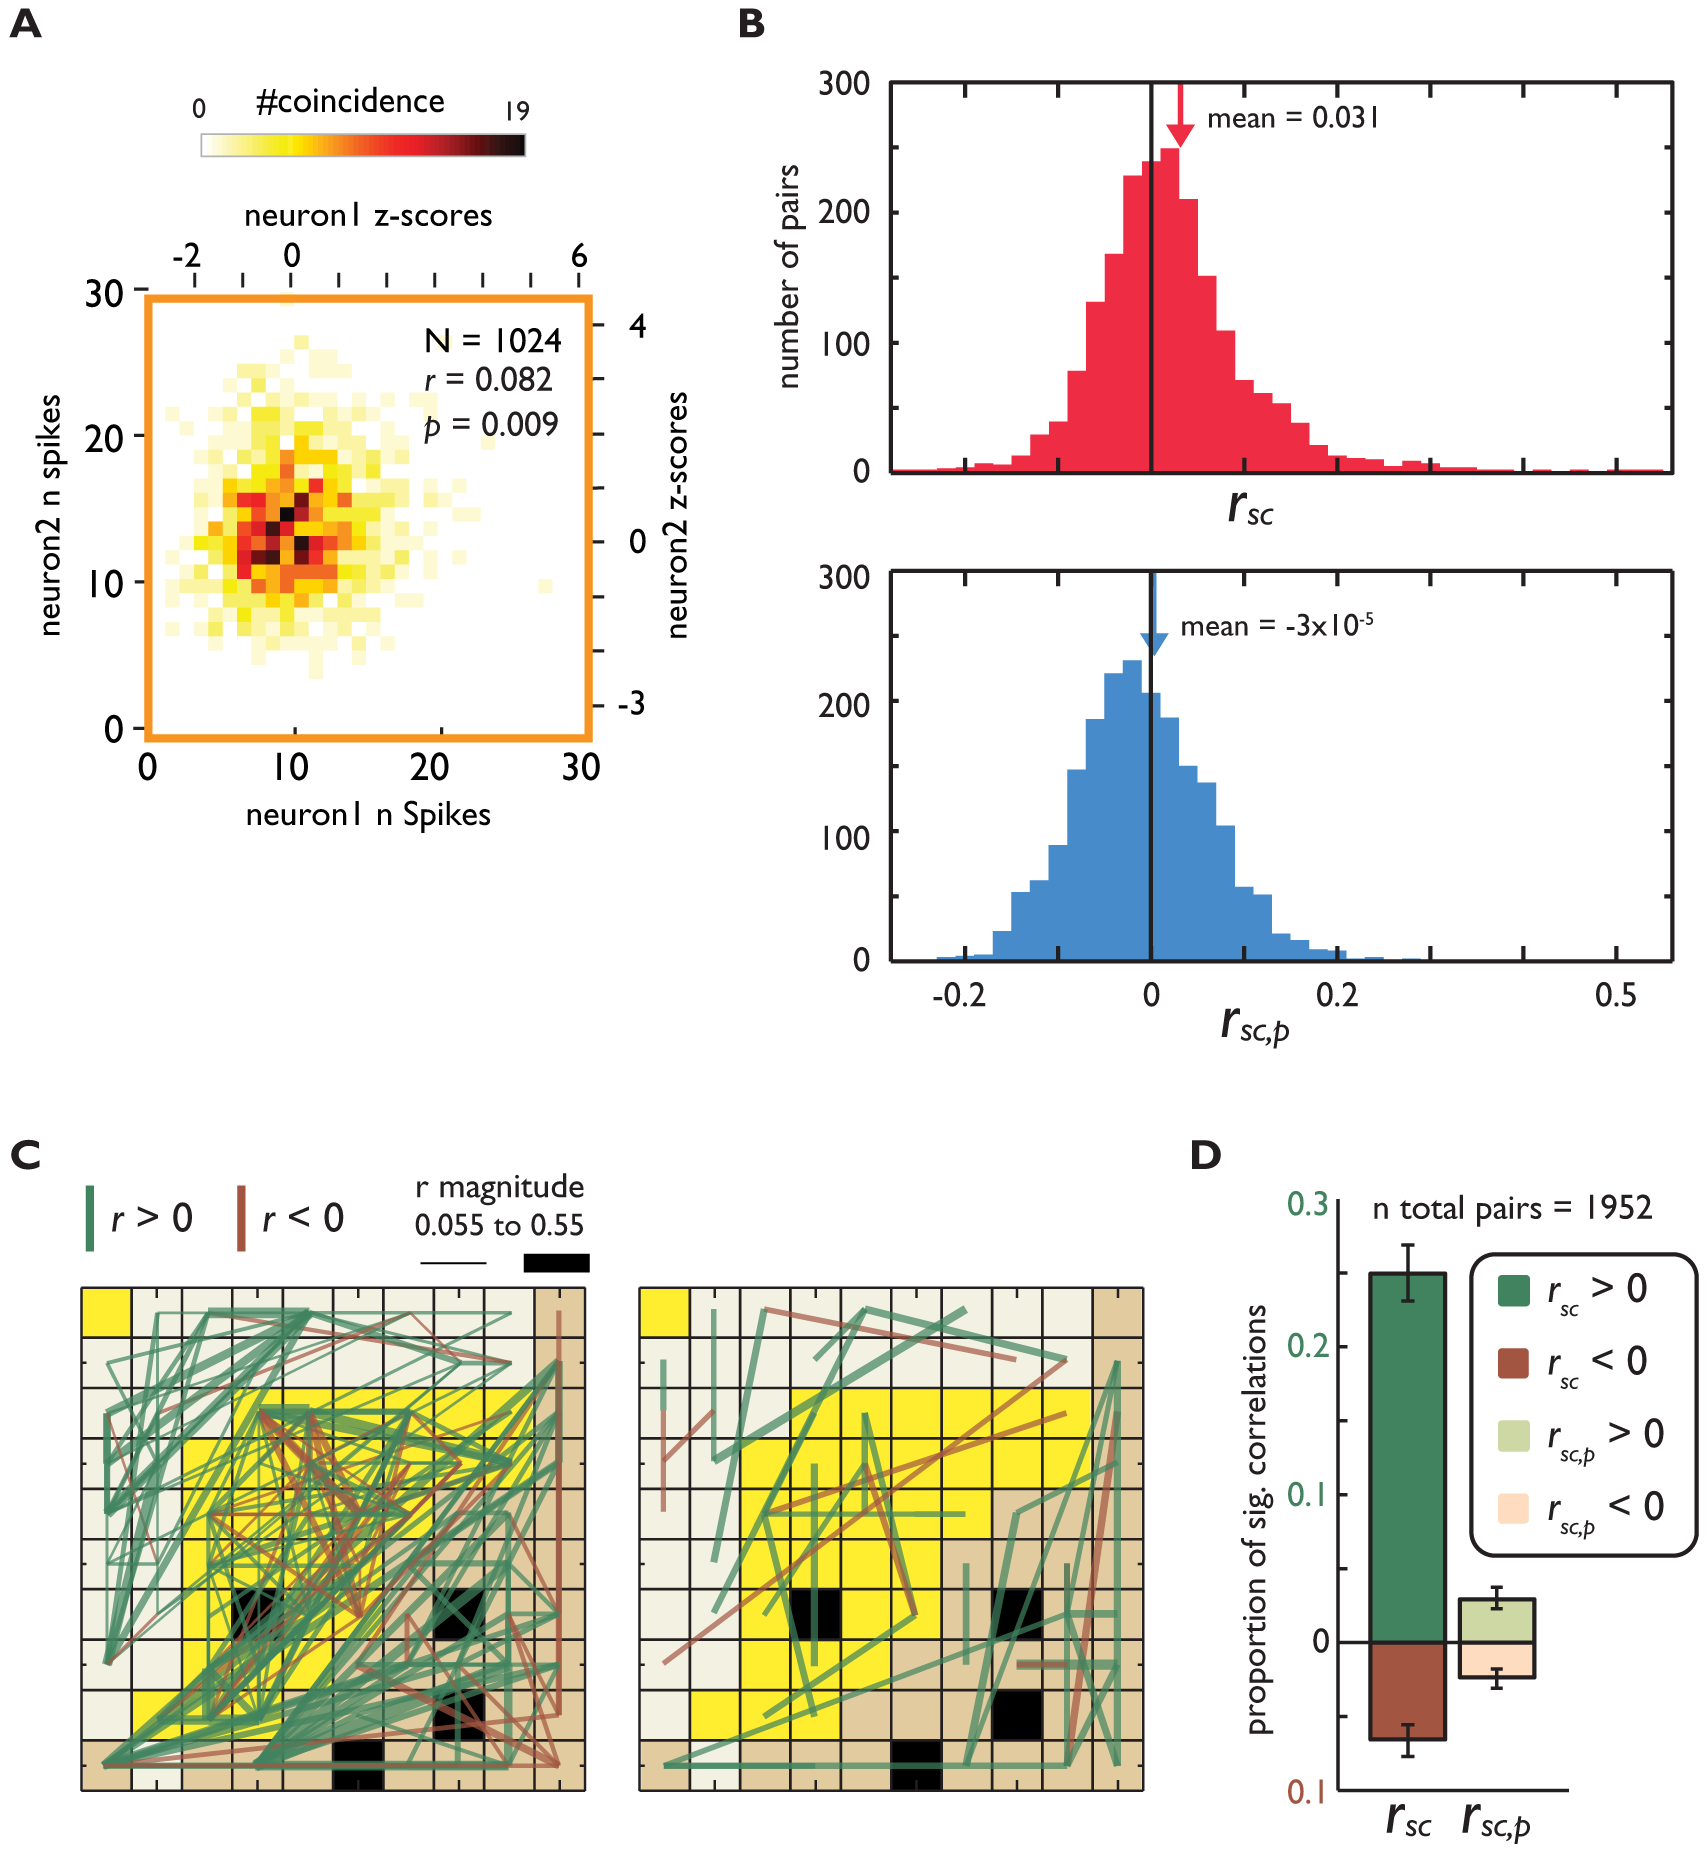 A
#coincidence
0 19
neuron1 z-scores
-2 0 6
30
20
10
0
neuron2 n spikes
N = 1024
r = 0.082
p = 0.009
4
0
-3
neuron2 z-scores
0 10 20 30
neuron1 n Spikes
B
300
200
100
0
number of pairs
mean = 0.031
rsc
300
200
100
0
mean = -3x10-5
-0.2 0 0.2 0.5
rsc,p
C
r > 0 r < 0
r magnitude
0.055 to 0.55
D
n total pairs = 1952
0.3
0.2
0.1
0
0.1
proportion of sig. correlations
rsc > 0
rsc < 0
rsc,p > 0
rsc,p < 0
rsc rsc,p